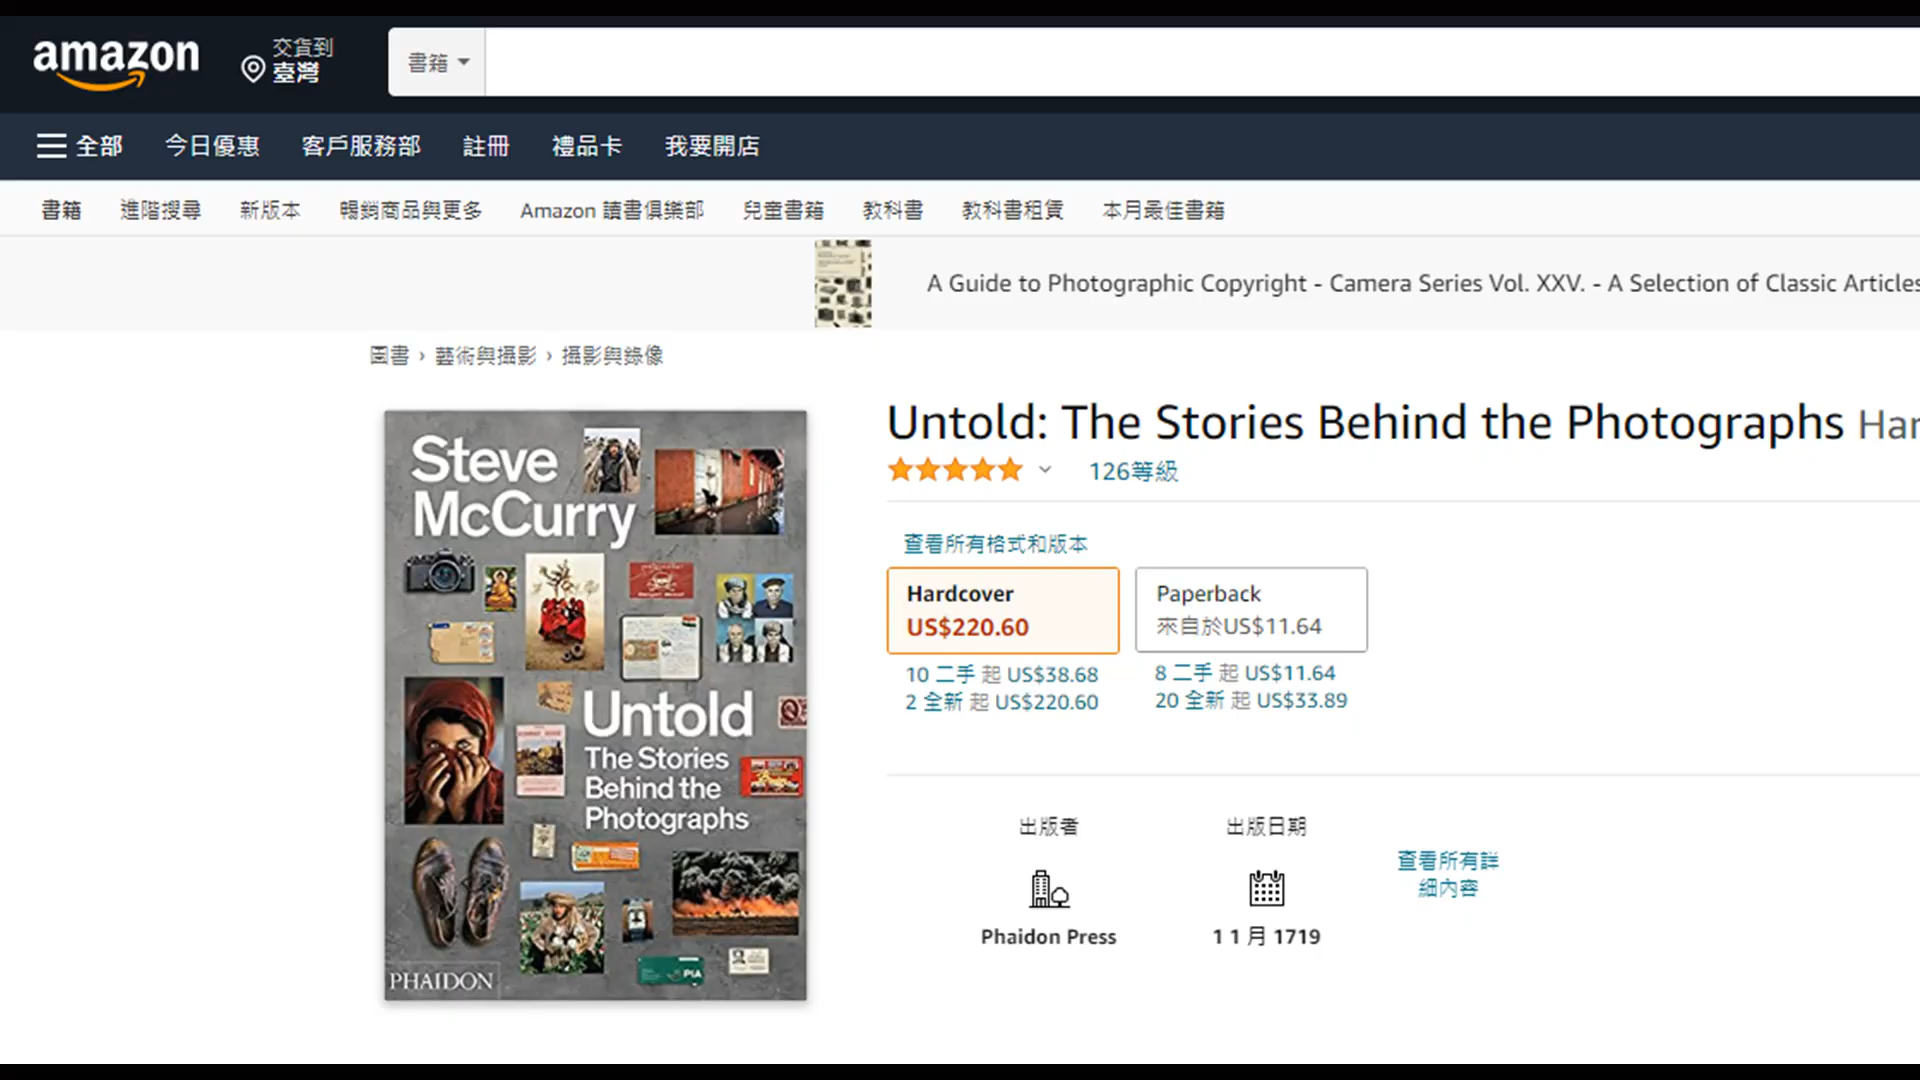 amazon
交貨到
臺灣
書籍
全部 今日優惠 客戶服務部 註冊 禮品卡 我要開店
書籍 進階搜尋 新版本 暢銷商品與更多 Amazon 讀書俱樂部 兒童書籍 教科書 教科書租賃 本月最佳書籍
A Guide to Photographic Copyright - Camera Series Vol. XXV. - A Selection of Classic Articles
圖書 › 藝術與攝影 › 攝影與錄像
Steve
McCurry
Untold
The Stories
Behind the
Photographs
PIA
PHAIDON
Untold: The Stories Behind the Photographs Har
126等級
查看所有格式和版本
Hardcover
US$220.60
10 二手 起 US$38.68
2 全新 起 US$220.60
Paperback
來自於US$11.64
8 二手 起 US$11.64
20 全新 起 US$33.89
出版者
Phaidon Press
出版日期
1 1 月 1719
查看所有詳
細內容